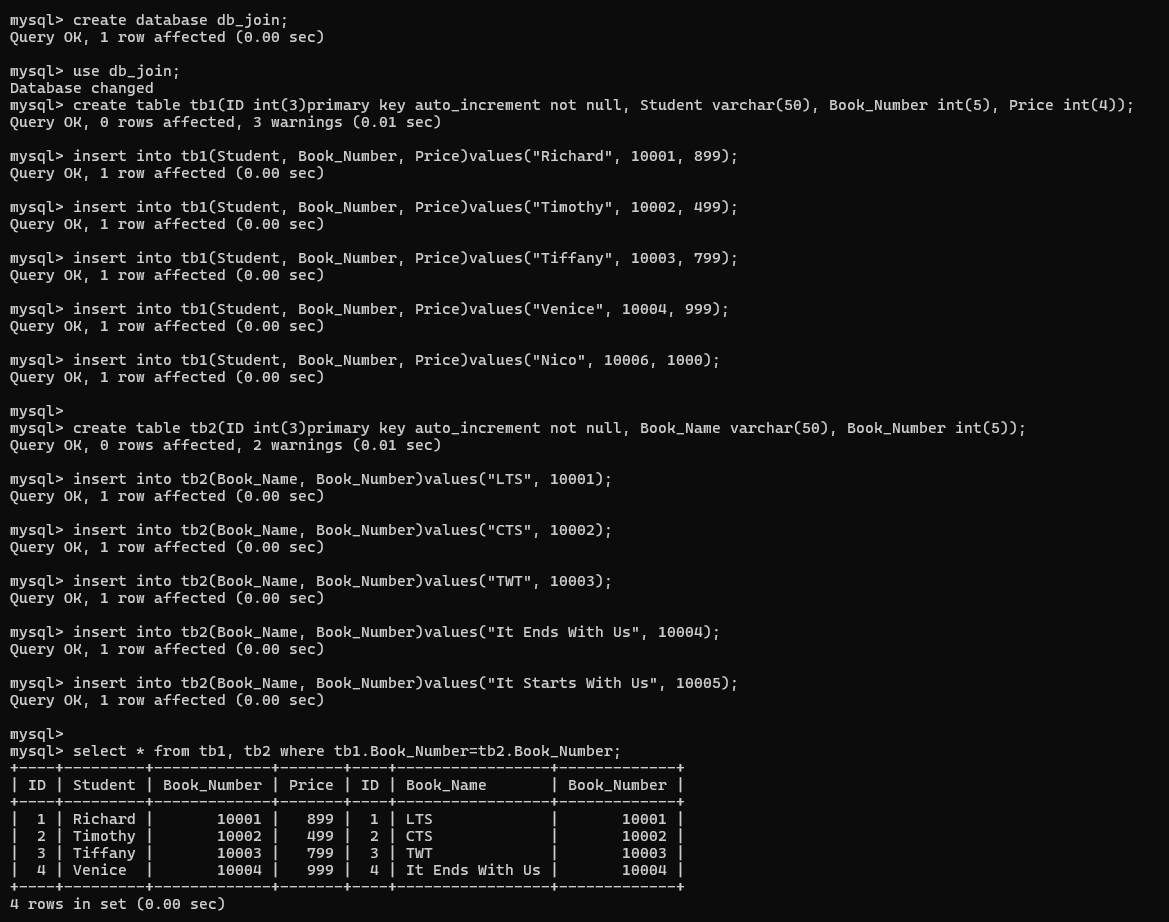 mysql> create database db_join;
Query OK, 1 row affected (0.00 sec)

mysql> use db_join;
Database changed
mysql> create table tb1(ID int(3)primary key auto_increment not null, Student varchar(50), Book_Number int(5), Price int(4));
Query OK, 0 rows affected, 3 warnings (0.01 sec)

mysql> insert into tb1(Student, Book_Number, Price)values("Richard", 10001, 899);
Query OK, 1 row affected (0.00 sec)

mysql> insert into tb1(Student, Book_Number, Price)values("Timothy", 10002, 499);
Query OK, 1 row affected (0.00 sec)

mysql> insert into tb1(Student, Book_Number, Price)values("Tiffany", 10003, 799);
Query OK, 1 row affected (0.00 sec)

mysql> insert into tb1(Student, Book_Number, Price)values("Venice", 10004, 999);
Query OK, 1 row affected (0.00 sec)

mysql> insert into tb1(Student, Book_Number, Price)values("Nico", 10006, 1000);
Query OK, 1 row affected (0.00 sec)

mysql>
mysql> create table tb2(ID int(3)primary key auto_increment not null, Book_Name varchar(50), Book_Number int(5));
Query OK, 0 rows affected, 2 warnings (0.01 sec)

mysql> insert into tb2(Book_Name, Book_Number)values("LTS", 10001);
Query OK, 1 row affected (0.00 sec)

mysql> insert into tb2(Book_Name, Book_Number)values("CTS", 10002);
Query OK, 1 row affected (0.00 sec)

mysql> insert into tb2(Book_Name, Book_Number)values("TWT", 10003);
Query OK, 1 row affected (0.00 sec)

mysql> insert into tb2(Book_Name, Book_Number)values("It Ends With Us", 10004);
Query OK, 1 row affected (0.00 sec)

mysql> insert into tb2(Book_Name, Book_Number)values("It Starts With Us", 10005);
Query OK, 1 row affected (0.00 sec)

mysql>
mysql> select * from tb1, tb2 where tb1.Book_Number=tb2.Book_Number;
+----+---------+-------------+-------+----+-----------------+-------------+
| ID | Student | Book_Number | Price | ID | Book_Name       | Book_Number |
+----+---------+-------------+-------+----+-----------------+-------------+
|  1 | Richard |       10001 |   899 |  1 | LTS             |       10001 |
|  2 | Timothy |       10002 |   499 |  2 | CTS             |       10002 |
|  3 | Tiffany |       10003 |   799 |  3 | TWT             |       10003 |
|  4 | Venice  |       10004 |   999 |  4 | It Ends With Us |       10004 |
+----+---------+-------------+-------+----+-----------------+-------------+
4 rows in set (0.00 sec)